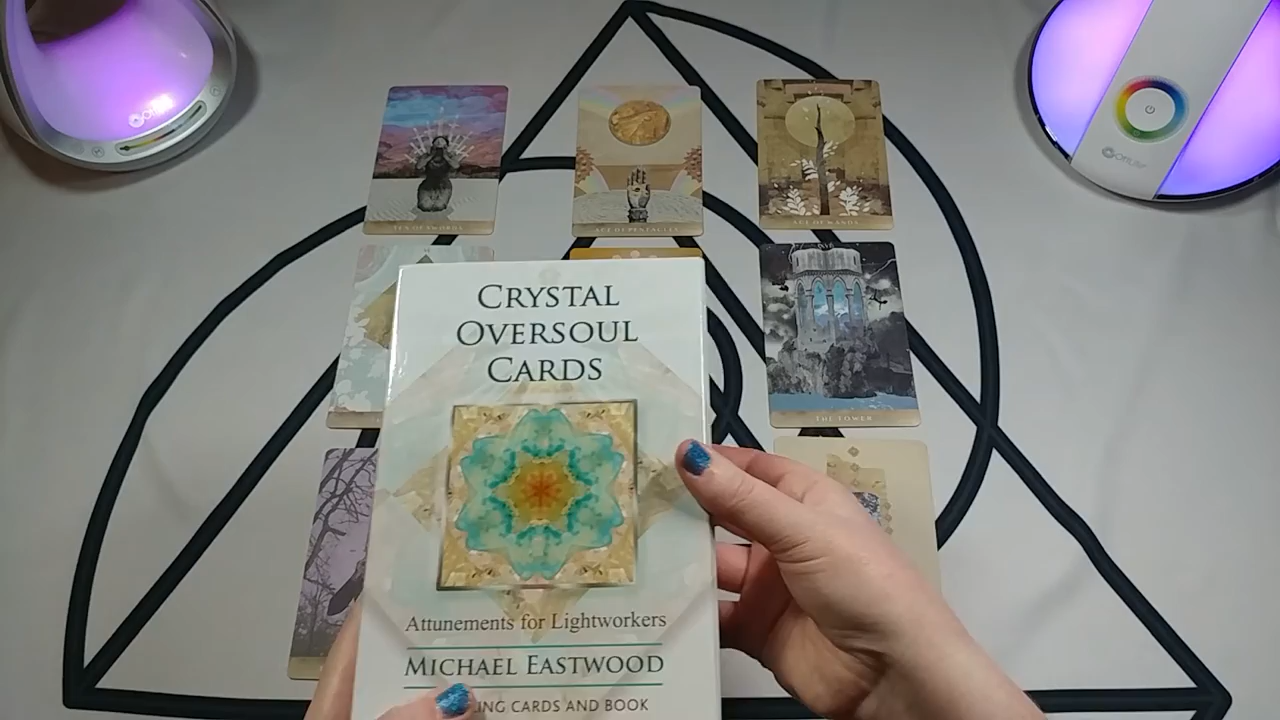 TEN OF SWORDS
ACE OF PENTACLES
ACE OF WANDS
THE TOWER
CRYSTAL
OVERSOUL
CARDS
Attunements for Lightworkers
MICHAEL EASTWOOD
ING CARDS AND BOOK